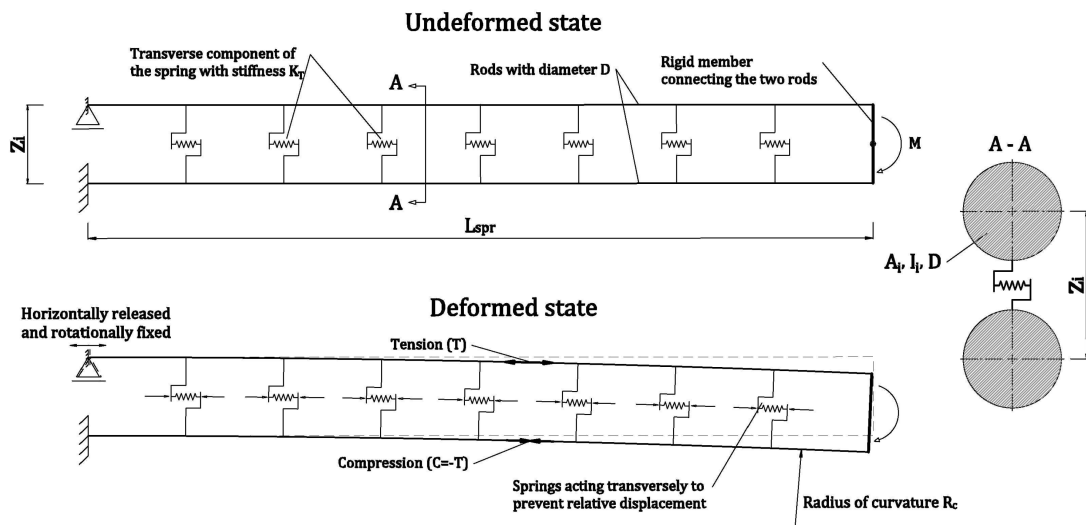 Undeformed state
Transverse component of
the spring with stiffness K_T
A
Rods with diameter D
Rigid member
connecting the two rods
Zᵢ
M
A
Lspr
A - A
Aᵢ, Iᵢ, D
Zᵢ
Deformed state
Horizontally released
and rotationally fixed
Tension (T)
Compression (C=-T)
Springs acting transversely to
prevent relative displacement
Radius of curvature R꜀